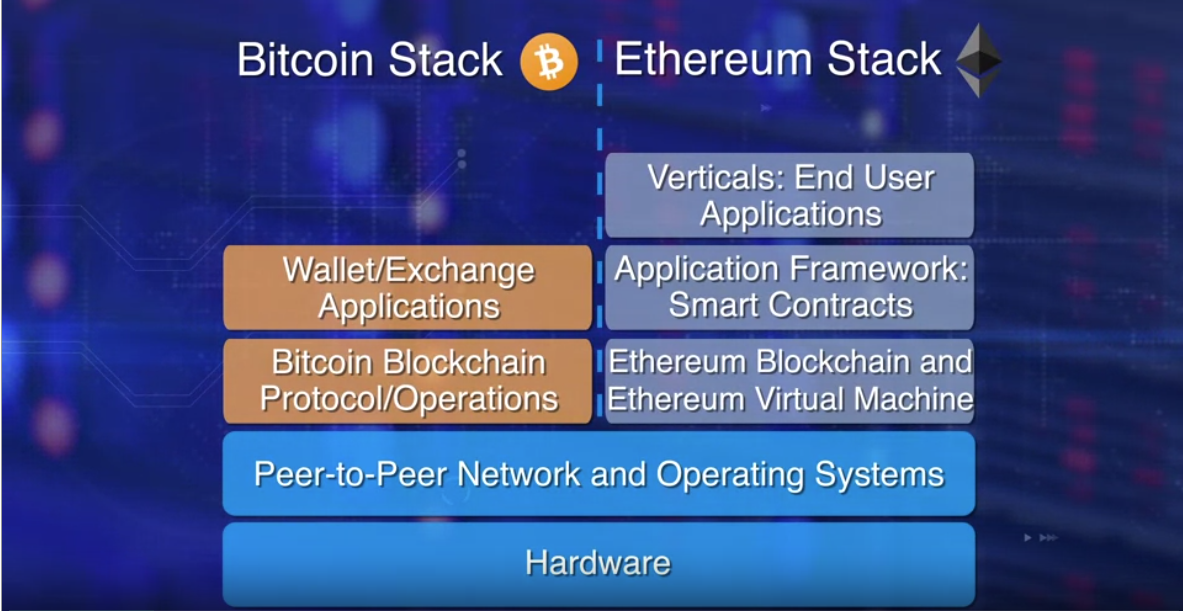 Bitcoin Stack
Ethereum Stack
Verticals: End User
Applications
Wallet/Exchange
Applications
Application Framework:
Smart Contracts
Bitcoin Blockchain
Protocol/Operations
Ethereum Blockchain and
Ethereum Virtual Machine
Peer-to-Peer Network and Operating Systems
Hardware